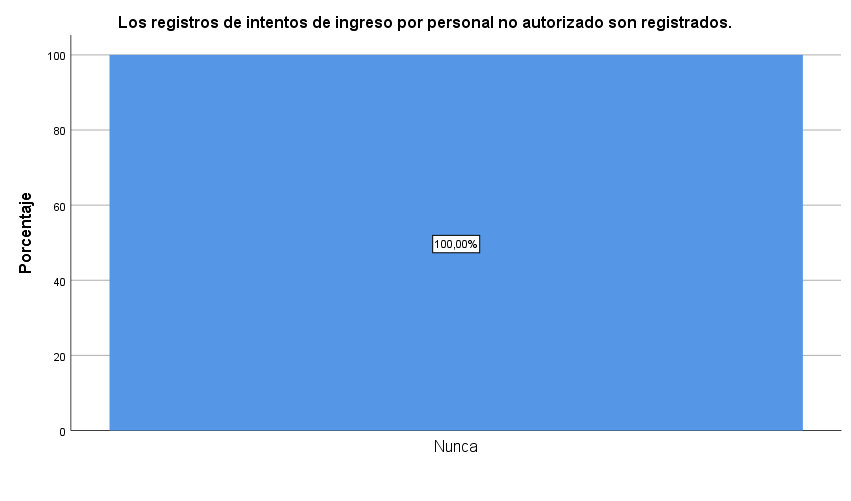 Los registros de intentos de ingreso por personal no autorizado son registrados.
100
80
60
40
20
0
Porcentaje
100,00%
Nunca